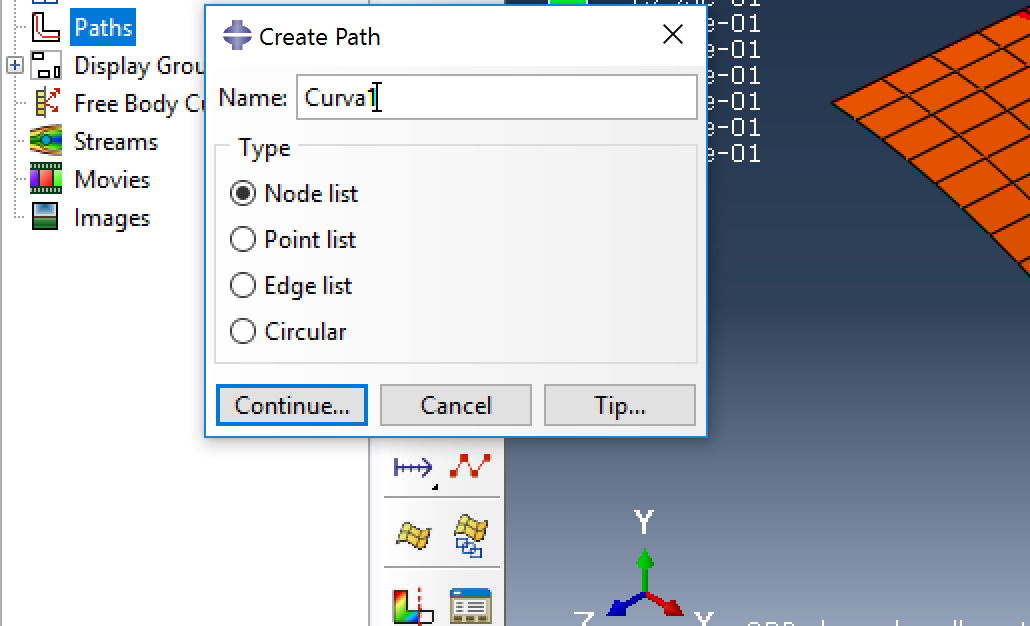 Paths
Display Grou
Free Body Cu
Streams
Movies
Images
Create Path
Name: Curva1
Type
Node list
Point list
Edge list
Circular
Continue... Cancel Tip...
e-01
e-01
e-01
e-01
e-01
e-01
Y
Z
X